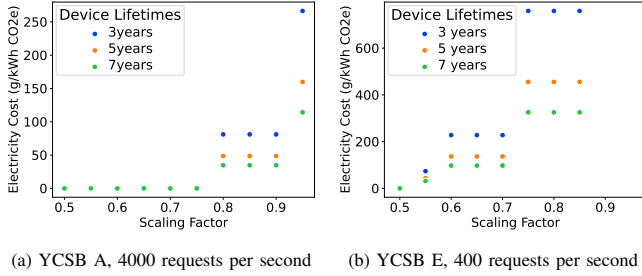 Electricity Cost (g/kWh CO2e)
250
200
150
100
50
0
Device Lifetimes
3years
5years
7years
0.5 0.6 0.7 0.8 0.9
Scaling Factor
(a) YCSB A, 4000 requests per second
Electricity Cost (g/kWh CO2e)
600
400
200
0
Device Lifetimes
3 years
5 years
7 years
0.5 0.6 0.7 0.8 0.9
Scaling Factor
(b) YCSB E, 400 requests per second